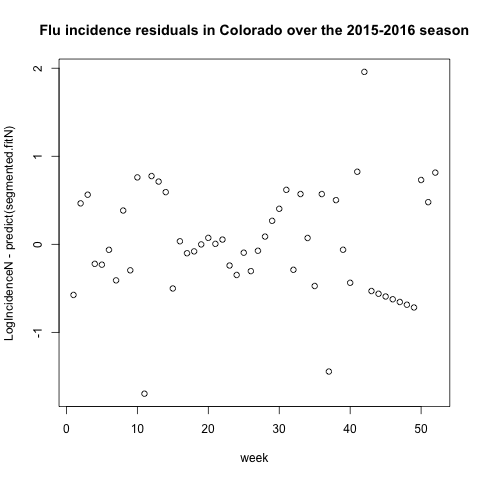 Flu incidence residuals in Colorado over the 2015-2016 season
LogIncidenceN - predict(segmented.fitN)
2
1
0
-1
0 10 20 30 40 50
week